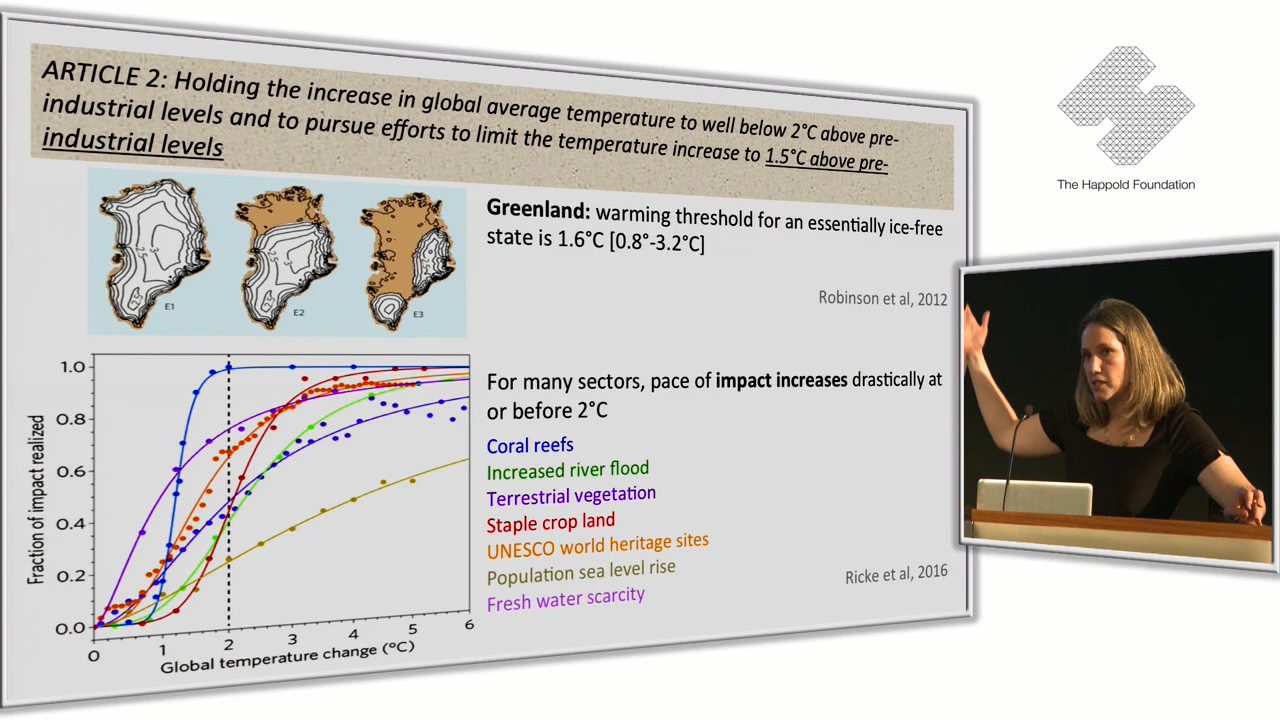 ARTICLE 2: Holding the increase in global average temperature to well below 2°C above pre-
industrial levels and to pursue efforts to limit the temperature increase to 1.5°C above pre-
industrial levels
E1
E2
E3
Greenland: warming threshold for an essentially ice-free
state is 1.6°C [0.8°-3.2°C]
Robinson et al, 2012
For many sectors, pace of impact increases drastically at
or before 2°C
Coral reefs
Increased river flood
Terrestrial vegetation
Staple crop land
UNESCO world heritage sites
Population sea level rise
Fresh water scarcity
Ricke et al, 2016
Fraction of impact realized
1.0
0.8
0.6
0.4
0.2
0.0
0 1 2 3 4 5 6
Global temperature change (°C)
The Happold Foundation